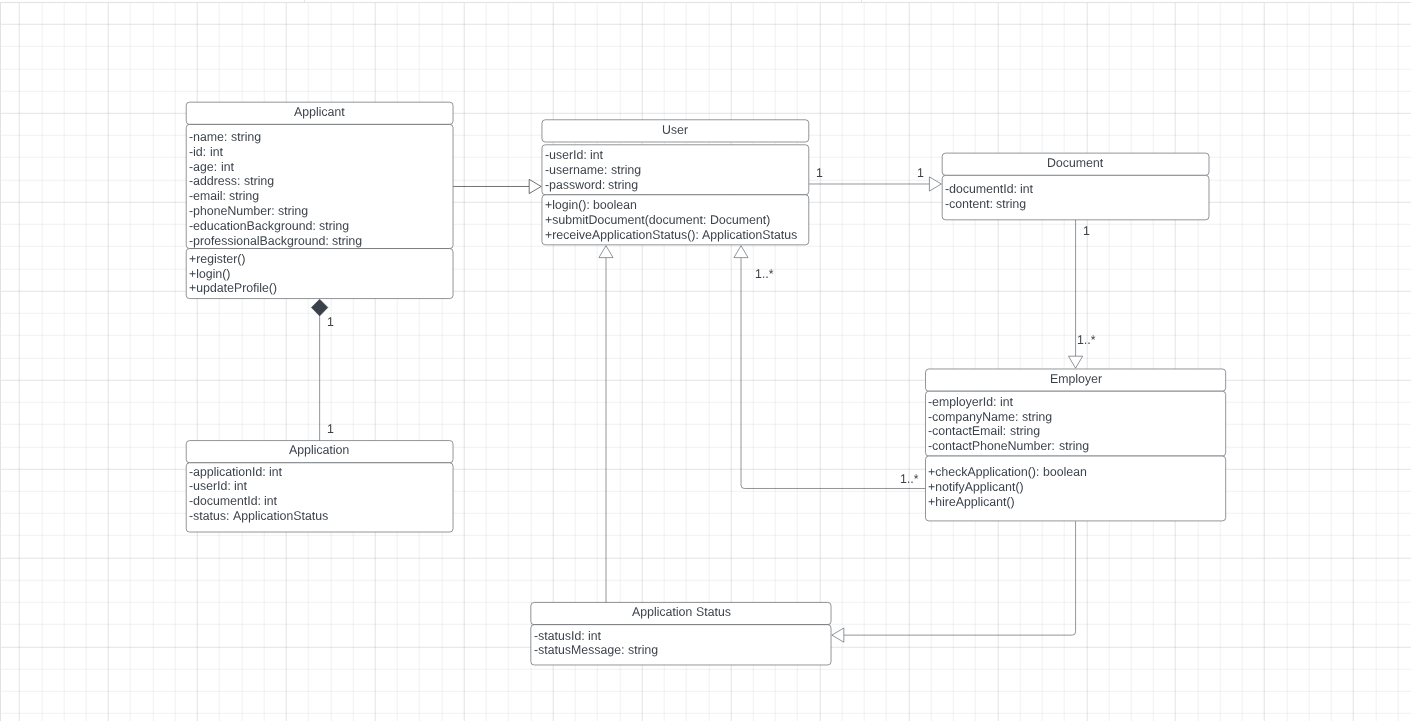 Applicant
-name: string
-id: int
-age: int
-address: string
-email: string
-phoneNumber: string
-educationBackground: string
-professionalBackground: string
+register()
+login()
+updateProfile()
1
1
Application
-applicationId: int
-userId: int
-documentId: int
-status: ApplicationStatus
User
-userId: int
-username: string
-password: string
+login(): boolean
+submitDocument(document: Document)
+receiveApplicationStatus(): ApplicationStatus
1
1
1..*
Document
-documentId: int
-content: string
1
1..*
Employer
-employerId: int
-companyName: string
-contactEmail: string
-contactPhoneNumber: string
+checkApplication(): boolean
+notifyApplicant()
+hireApplicant()
1..*
Application Status
-statusId: int
-statusMessage: string